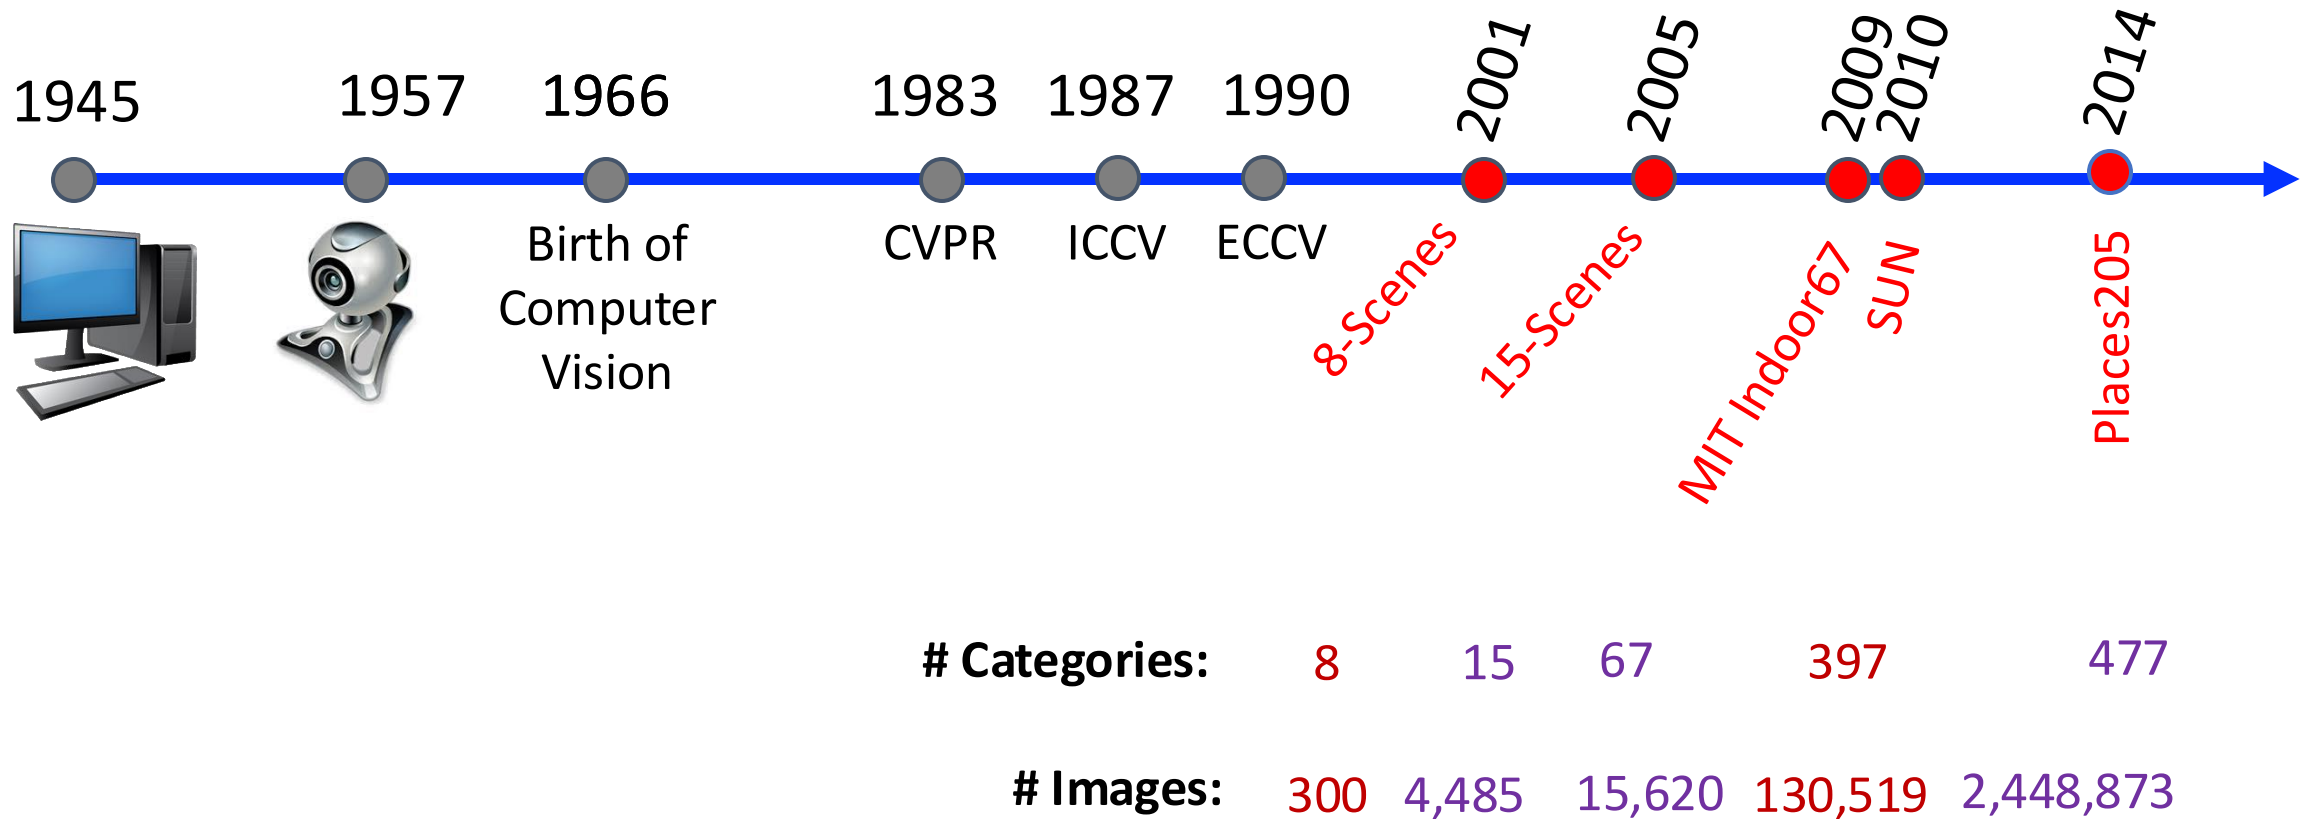 1945
1957
1966
1983
1987
1990
2001
2005
2009
2010
2014
Birth of
Computer
Vision
CVPR
ICCV
ECCV
8-Scenes
15-Scenes
MIT Indoor67
SUN
Places205
# Categories: 8 15 67 397 477
# Images: 300 4,485 15,620 130,519 2,448,873